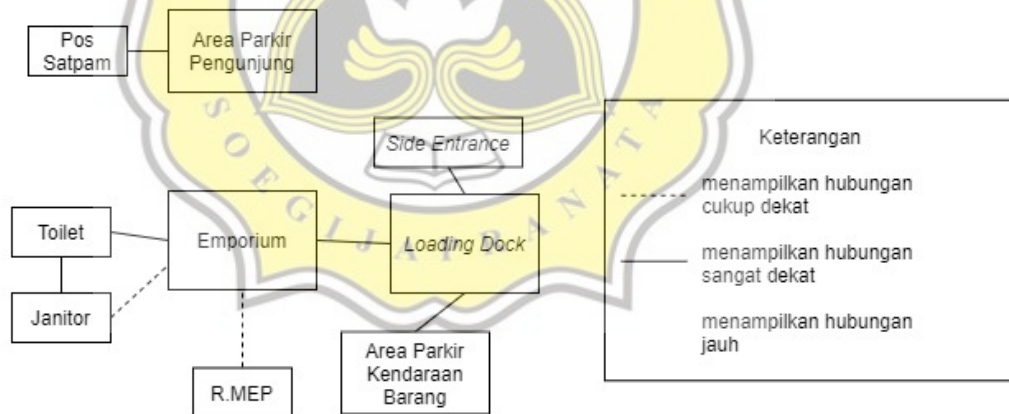 Pos
Satpam
Area Parkir
Pengunjung
Side Entrance
Toilet
Emporium
Loading Dock
Janitor
R.MEP
Area Parkir
Kendaraan
Barang
Keterangan
menampilkan hubungan
cukup dekat
menampilkan hubungan
sangat dekat
menampilkan hubungan
jauh
SOEGIJAPRANATA